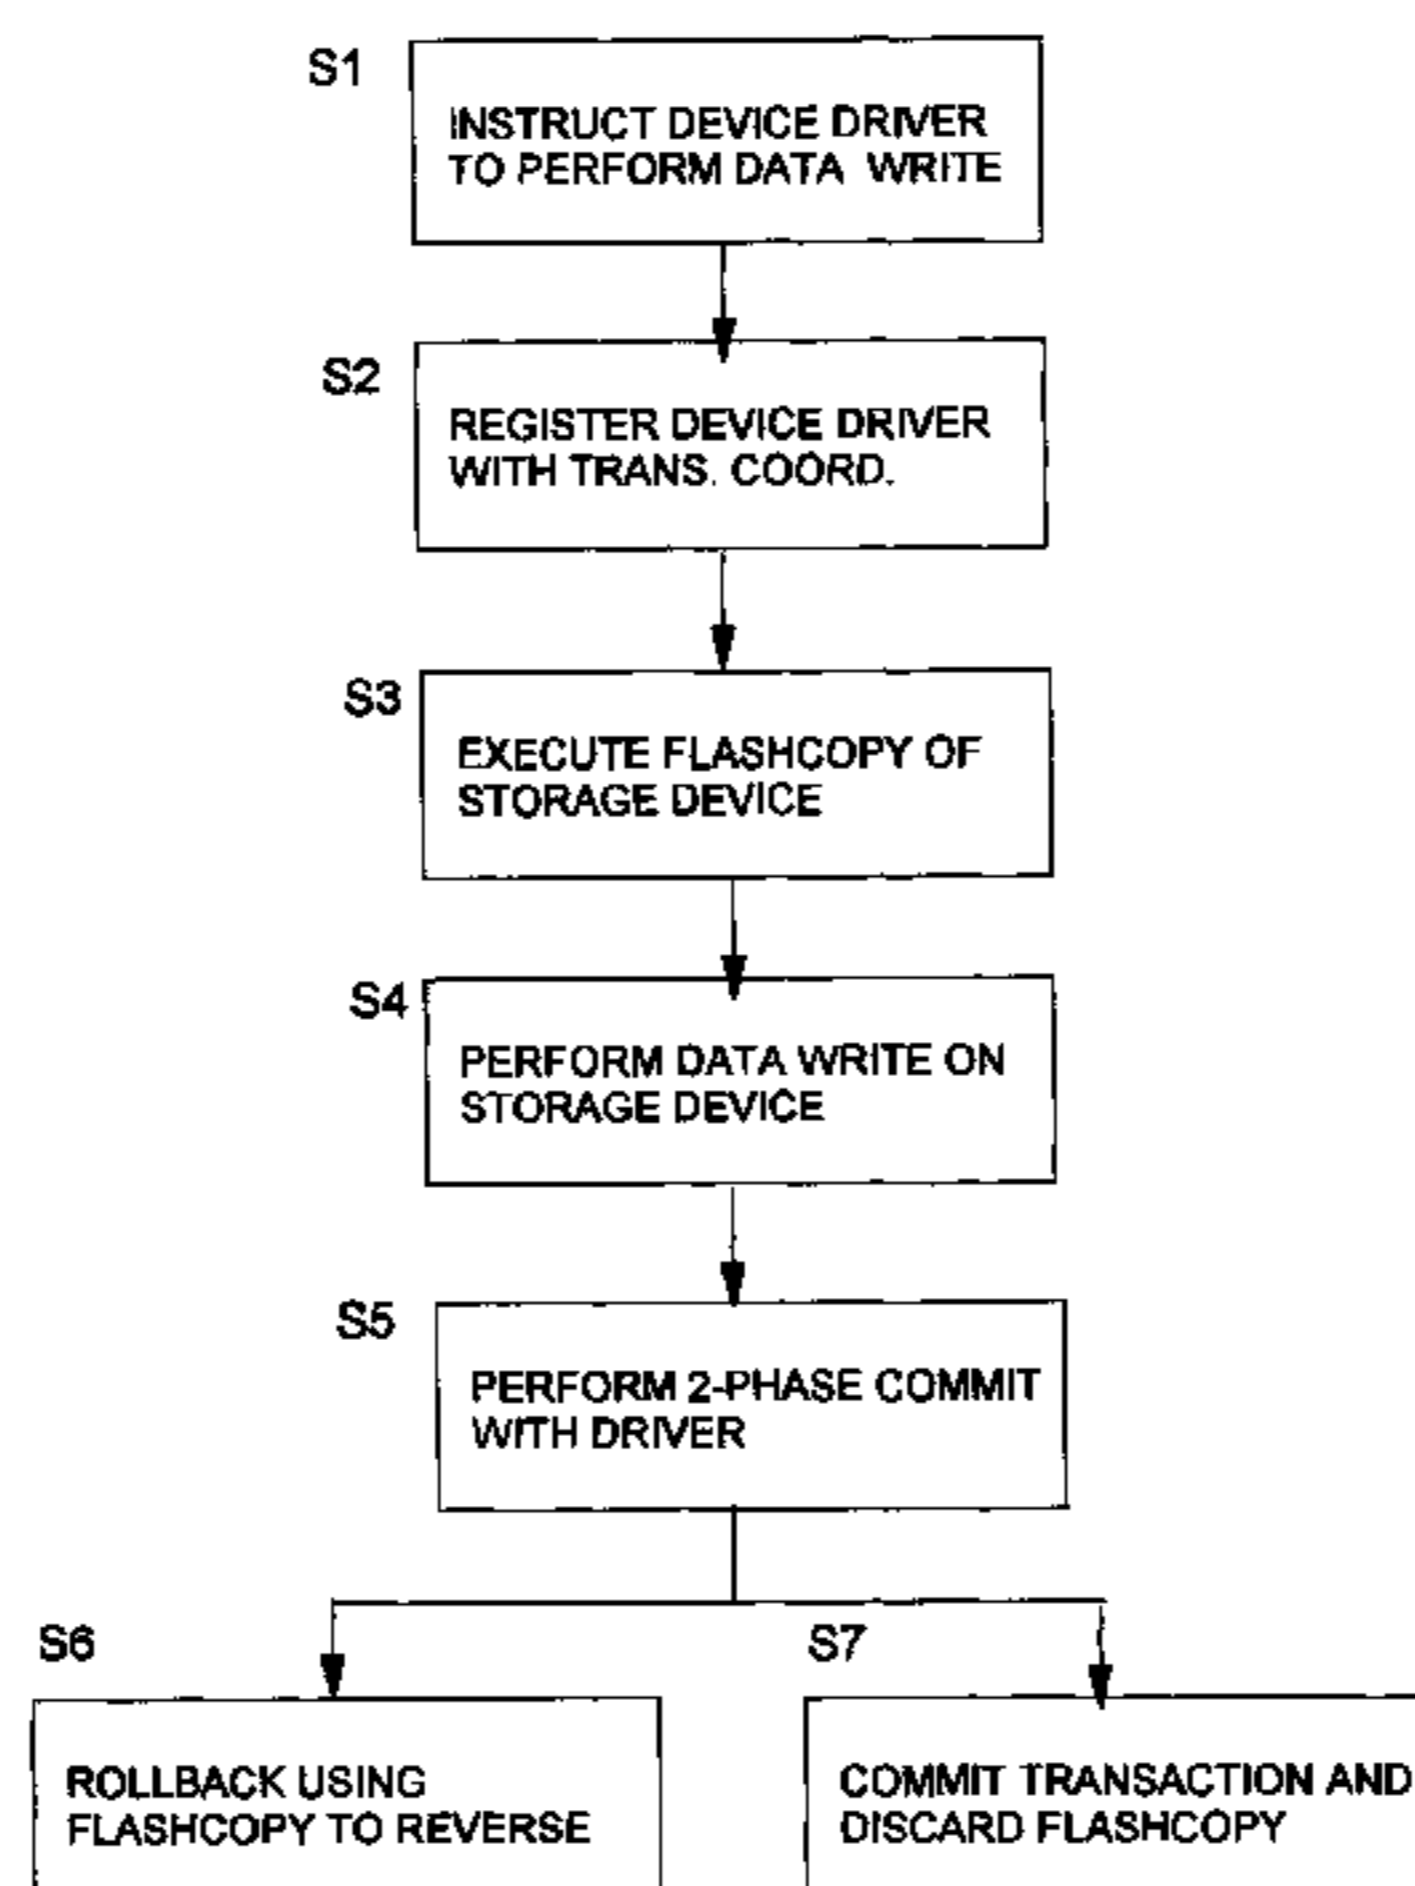 S1
INSTRUCT DEVICE DRIVER
TO PERFORM DATA WRITE
S2
REGISTER DEVICE DRIVER
WITH TRANS. COORD.
S3
EXECUTE FLASHCOPY OF
STORAGE DEVICE
S4
PERFORM DATA WRITE ON
STORAGE DEVICE
S5
PERFORM 2-PHASE COMMIT
WITH DRIVER
S6
ROLLBACK USING
FLASHCOPY TO REVERSE
S7
COMMIT TRANSACTION AND
DISCARD FLASHCOPY